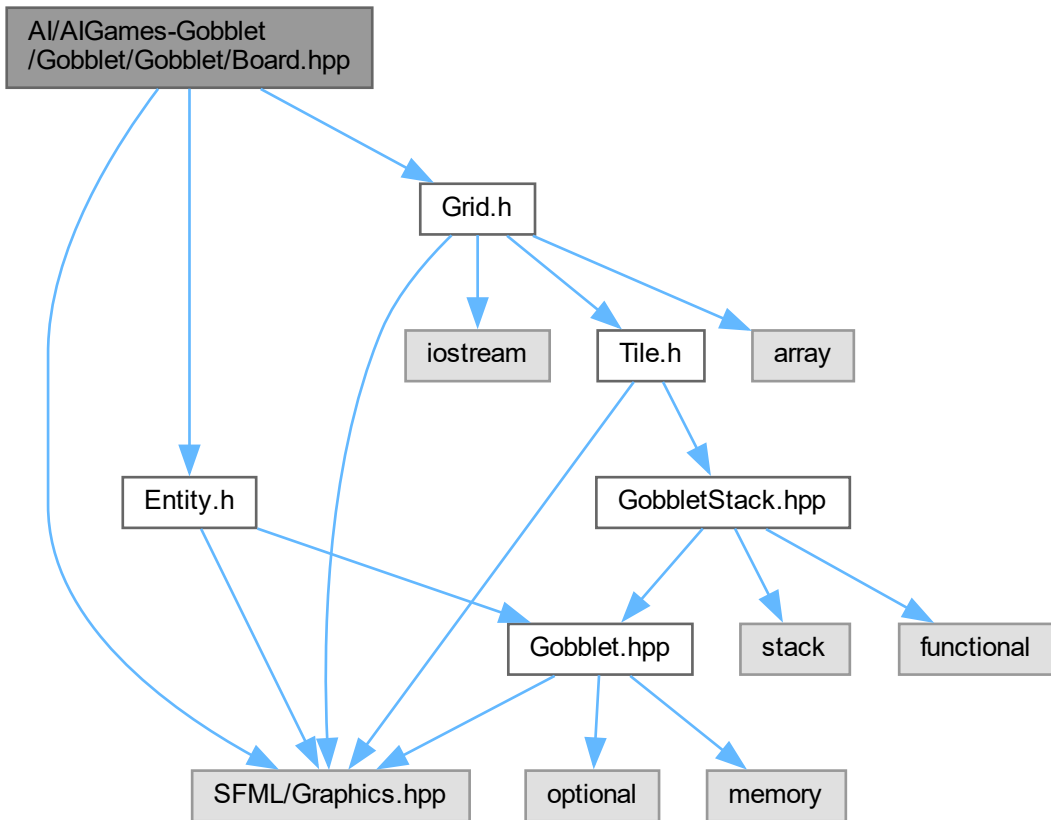 AI/AIGames-Gobblet
/Gobblet/Gobblet/Board.hpp
Grid.h
iostream
Tile.h
array
Entity.h
GobbletStack.hpp
Gobblet.hpp
stack
functional
SFML/Graphics.hpp
optional
memory